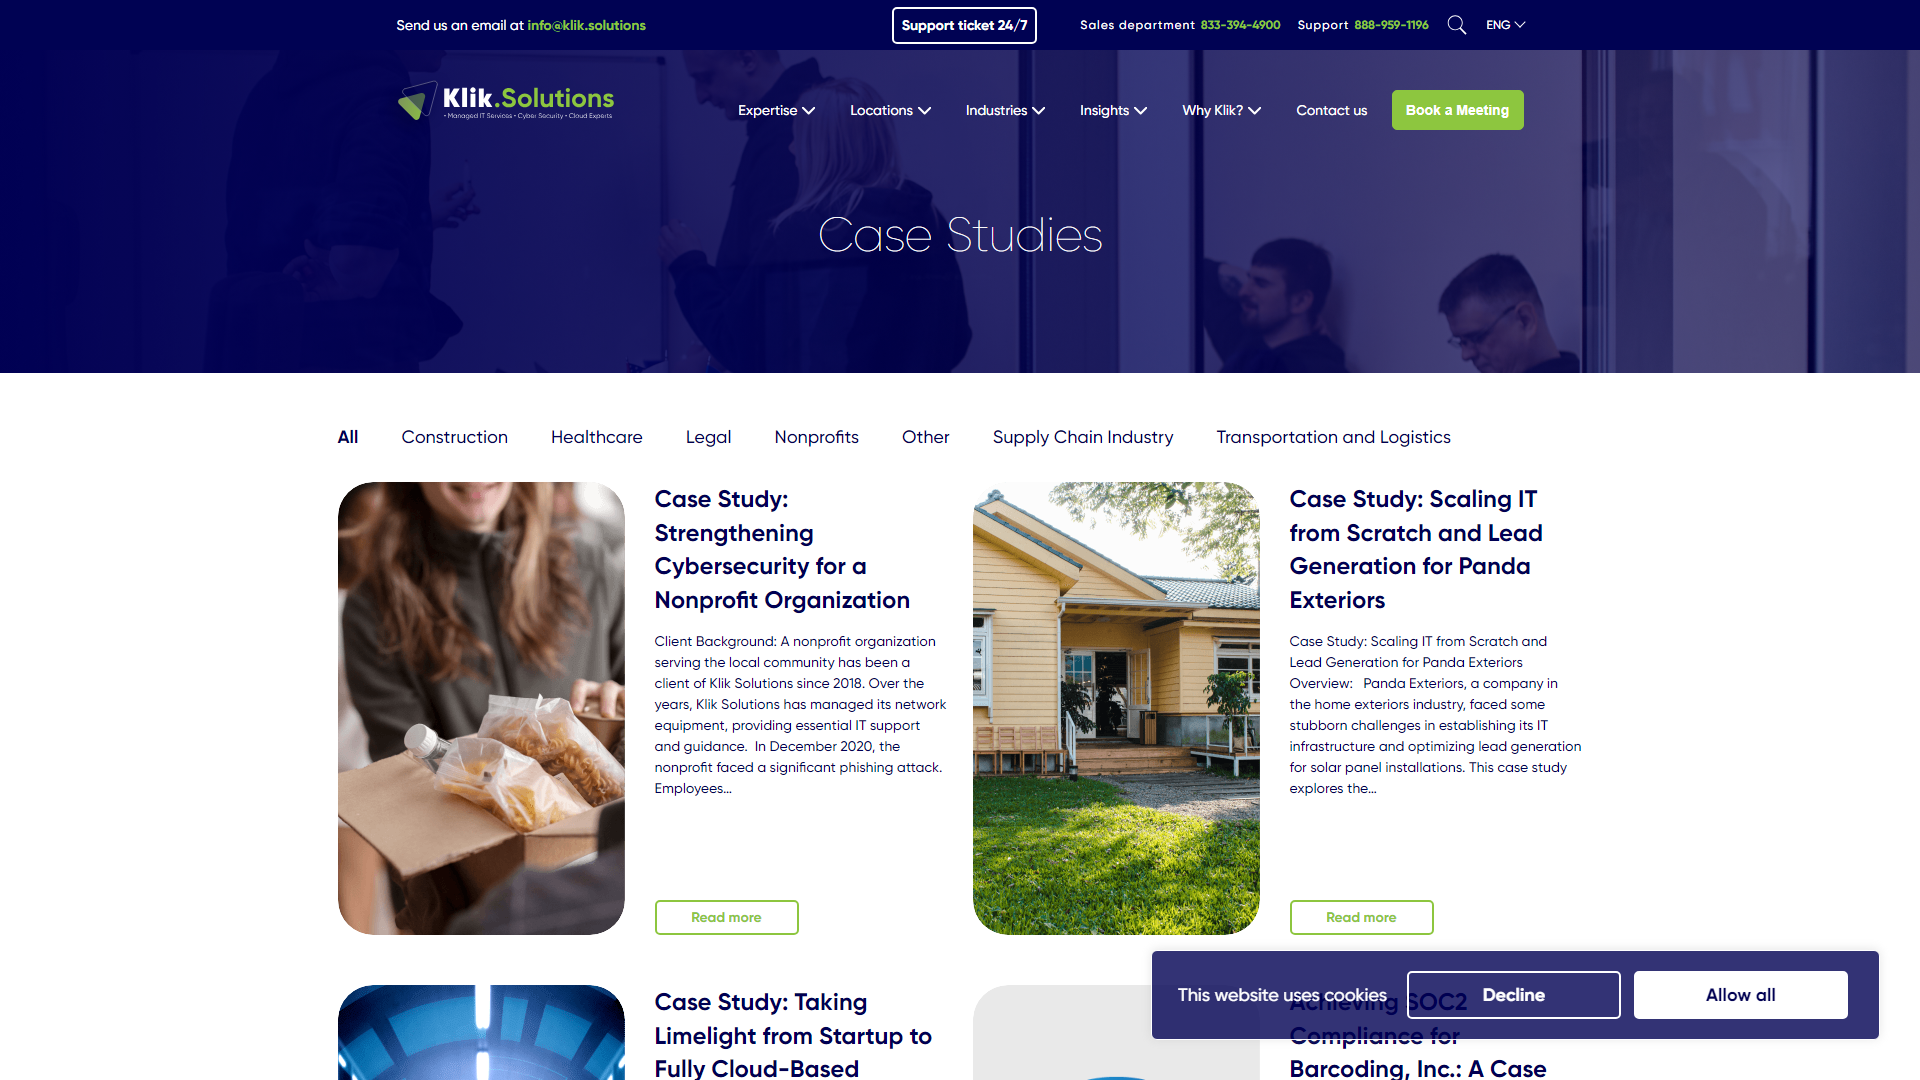 Send us an email at info@klik.solutions
Support ticket 24/7
Sales department 833-394-4900
Support 888-959-1196
ENG
Klik.Solutions
• Managed IT Services • Cyber Security • Cloud Experts
Expertise
Locations
Industries
Insights
Why Klik?
Contact us
Book a Meeting
Case Studies
All
Construction
Healthcare
Legal
Nonprofits
Other
Supply Chain Industry
Transportation and Logistics
Case Study:
Strengthening
Cybersecurity for a
Nonprofit Organization
Client Background: A nonprofit organization
serving the local community has been a
client of Klik Solutions since 2018. Over the
years, Klik Solutions has managed its network
equipment, providing essential IT support
and guidance.  In December 2020, the
nonprofit faced a significant phishing attack.
Employees...
Read more
Case Study: Scaling IT
from Scratch and Lead
Generation for Panda
Exteriors
Case Study: Scaling IT from Scratch and
Lead Generation for Panda Exteriors
Overview:   Panda Exteriors, a company in
the home exteriors industry, faced some
stubborn challenges in establishing its IT
infrastructure and optimizing lead generation
for solar panel installations. This case study
explores the...
Read more
Case Study: Taking
Limelight from Startup to
Fully Cloud-Based
Achieving SOC2
Compliance for
Barcoding, Inc.: A Case
This website uses cookies
Decline
Allow all